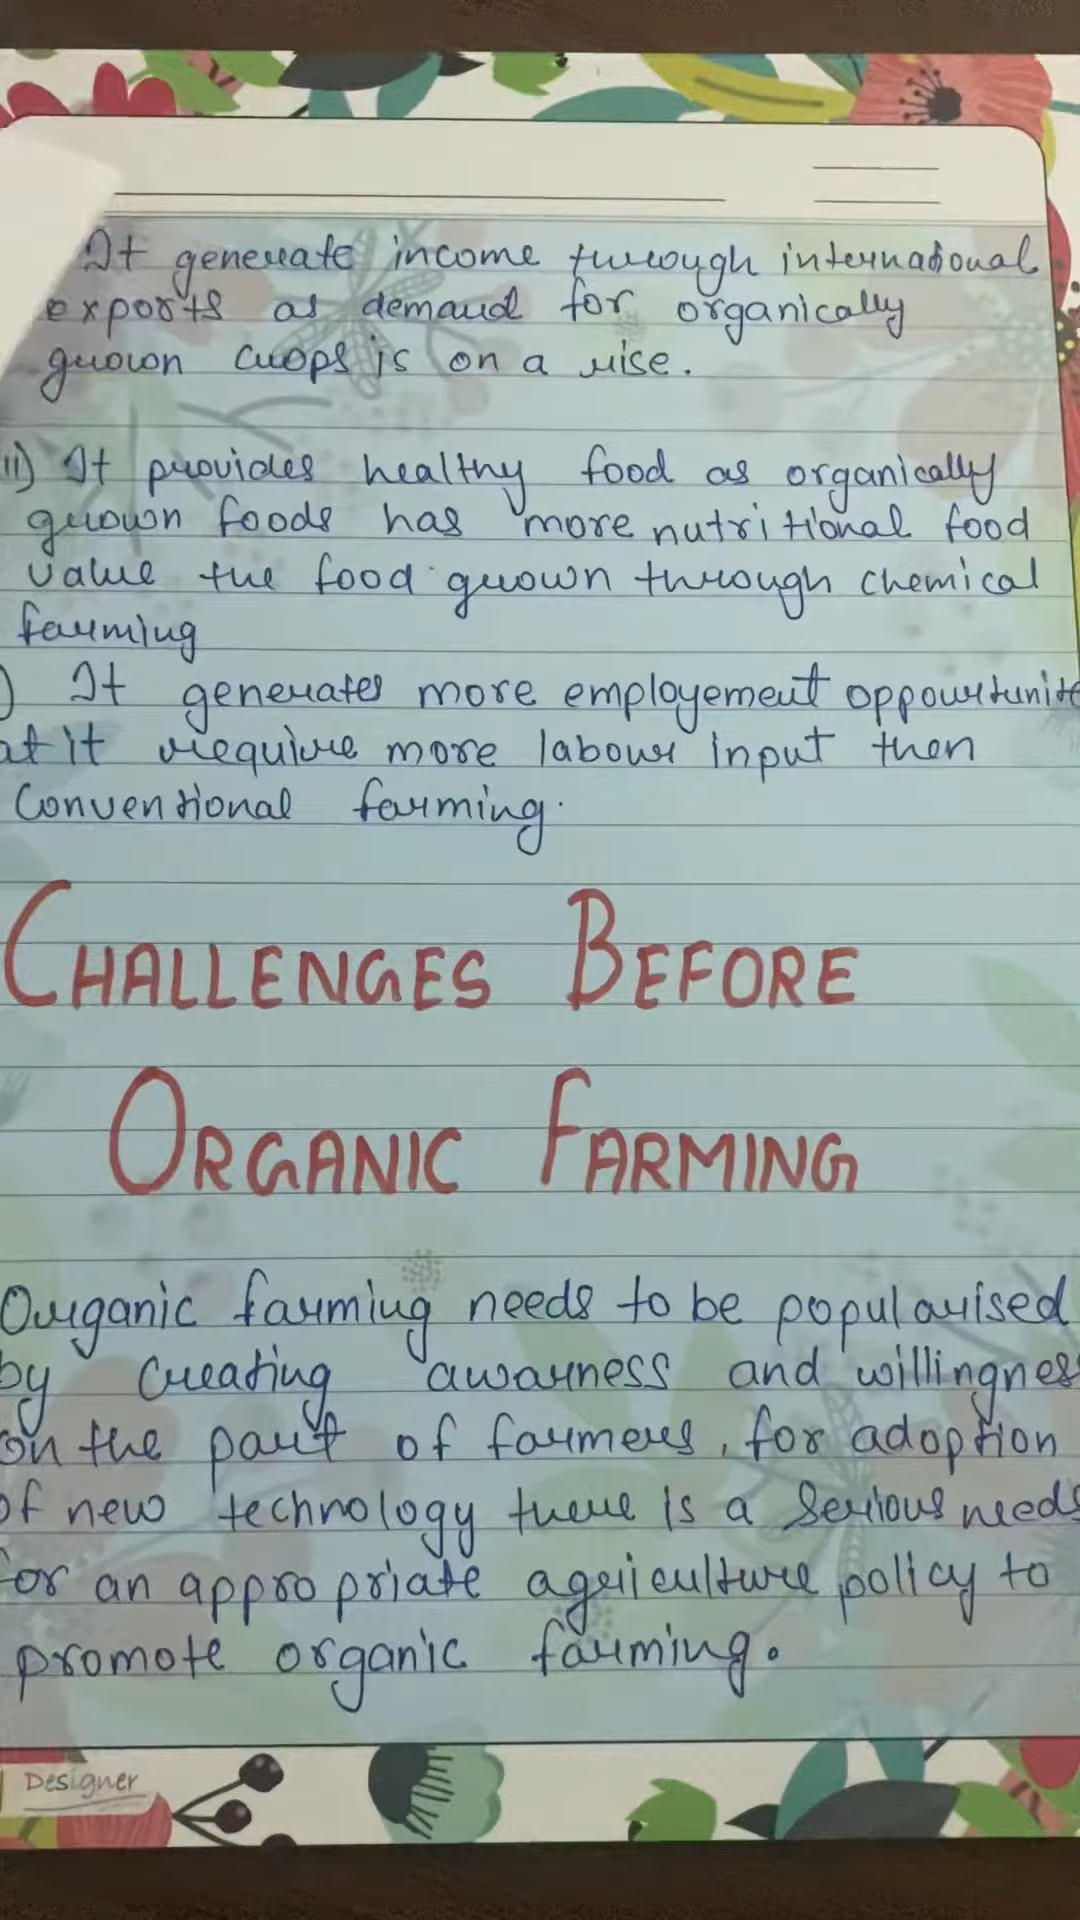 It generate income through international
exports as demand for organically
grown crops is on a rise.
ii) It provides healthy food as organically
grown foods has more nutritional food
value the food grown through chemical
farming
) It generates more employement opportunite
at it require more labour input then
Conventional farming.
CHALLENGES BEFORE
ORGANIC FARMING
Organic farming needs to be popularised
by creating awarness and willingnes
on the part of farmers, for adoption
of new technology there is a serious needs
for an appropriate agriiculture policy to
promote organic farming.
Designer